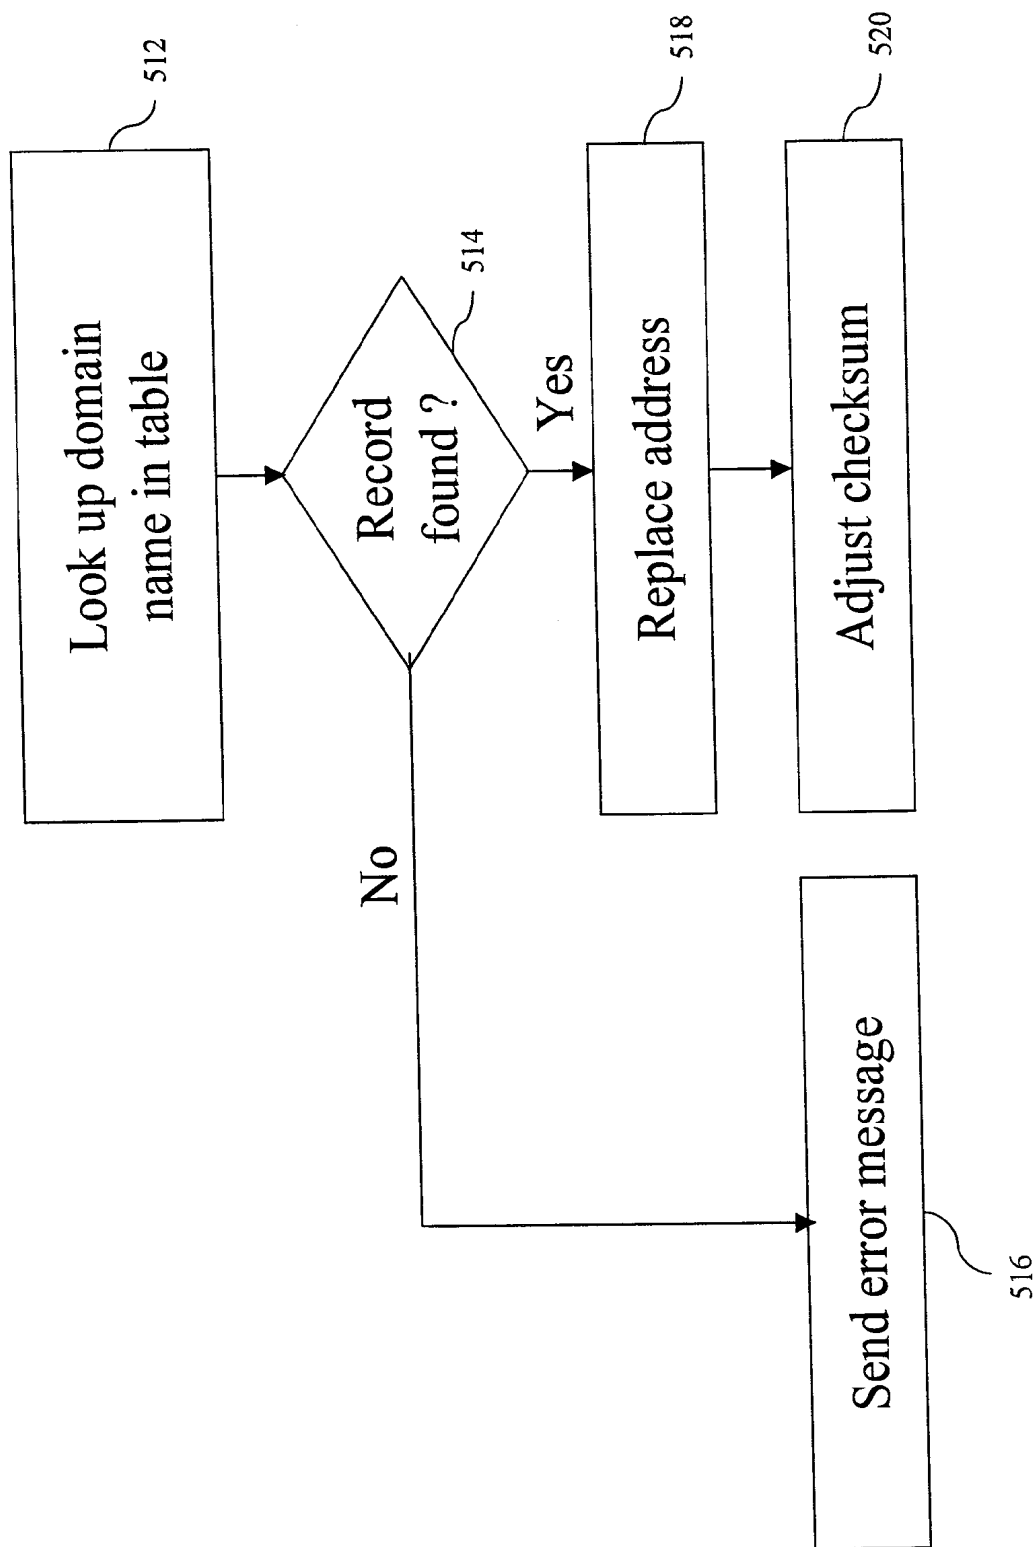 Look up domain
name in table
512
Record
found ?
514
No
Yes
Send error message
516
Replace address
518
Adjust checksum
520